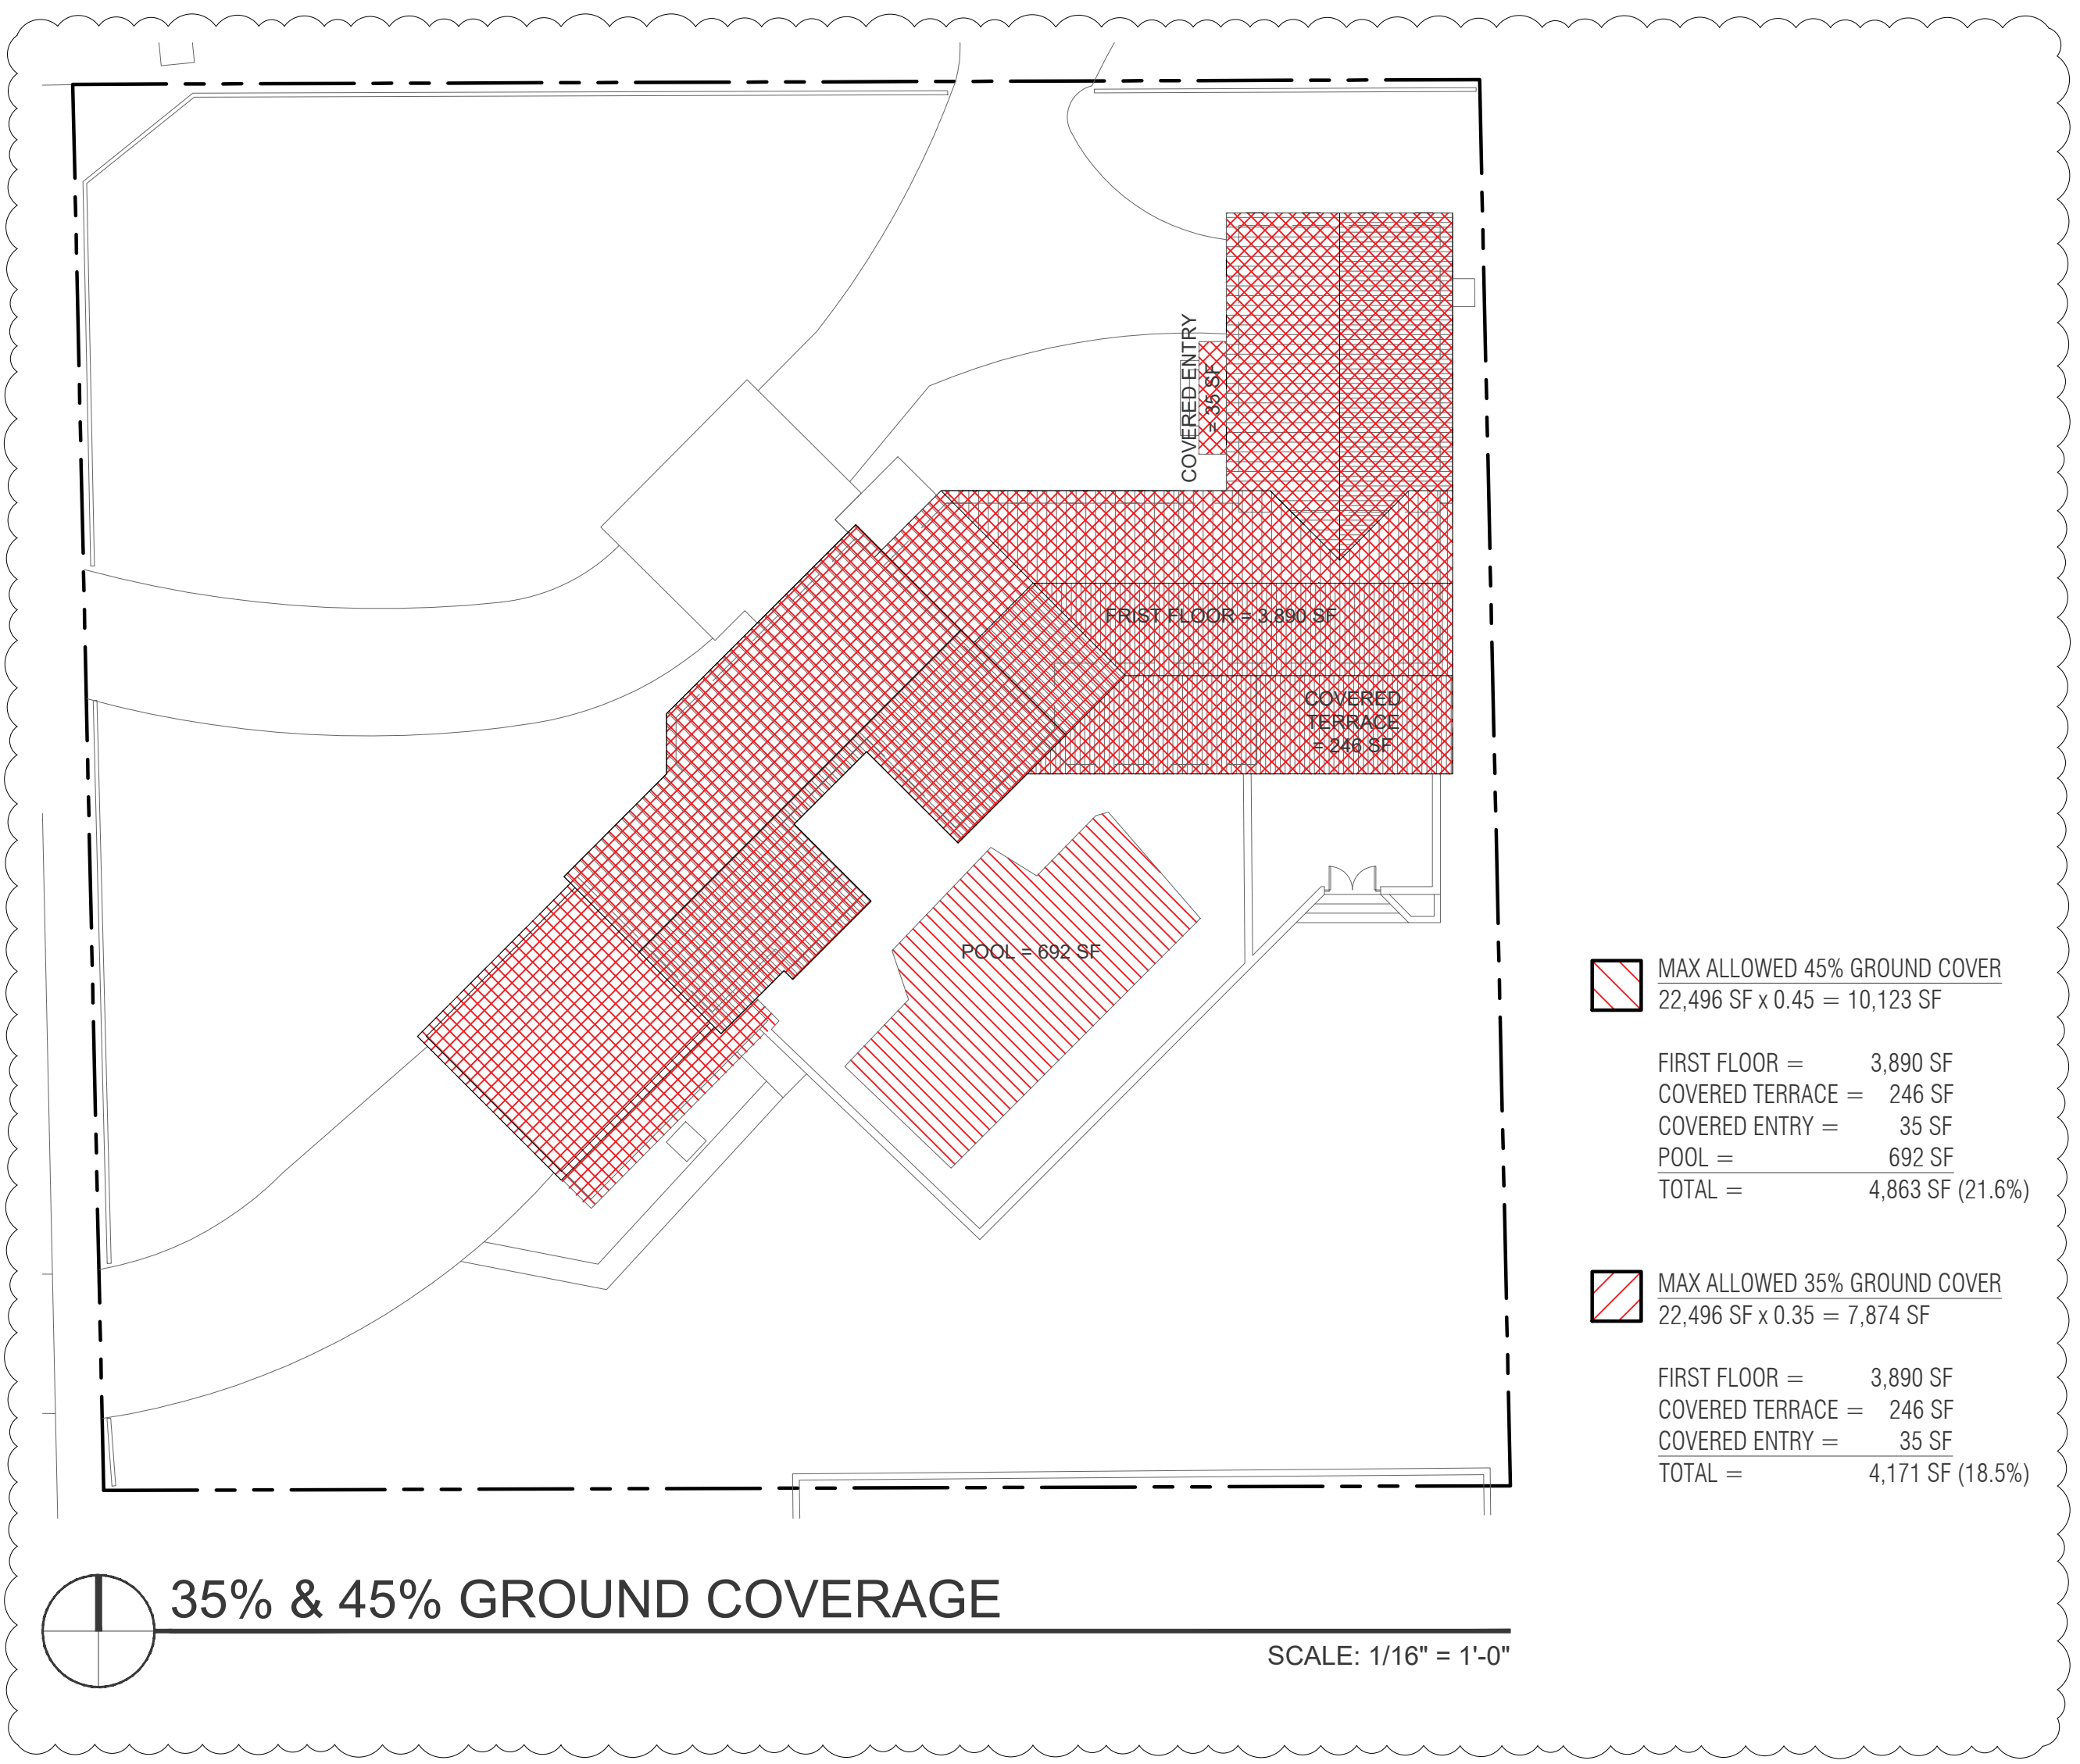 COVERED ENTRY
= 35 SF
FRIST FLOOR = 3,890 SF
COVERED
TERRACE
= 246 SF
POOL = 692 SF
MAX ALLOWED 45% GROUND COVER
22,496 SF x 0.45 = 10,123 SF
FIRST FLOOR = 3,890 SF
COVERED TERRACE = 246 SF
COVERED ENTRY = 35 SF
POOL = 692 SF
TOTAL = 4,863 SF (21.6%)
MAX ALLOWED 35% GROUND COVER
22,496 SF x 0.35 = 7,874 SF
FIRST FLOOR = 3,890 SF
COVERED TERRACE = 246 SF
COVERED ENTRY = 35 SF
TOTAL = 4,171 SF (18.5%)
35% & 45% GROUND COVERAGE
SCALE: 1/16" = 1'-0"